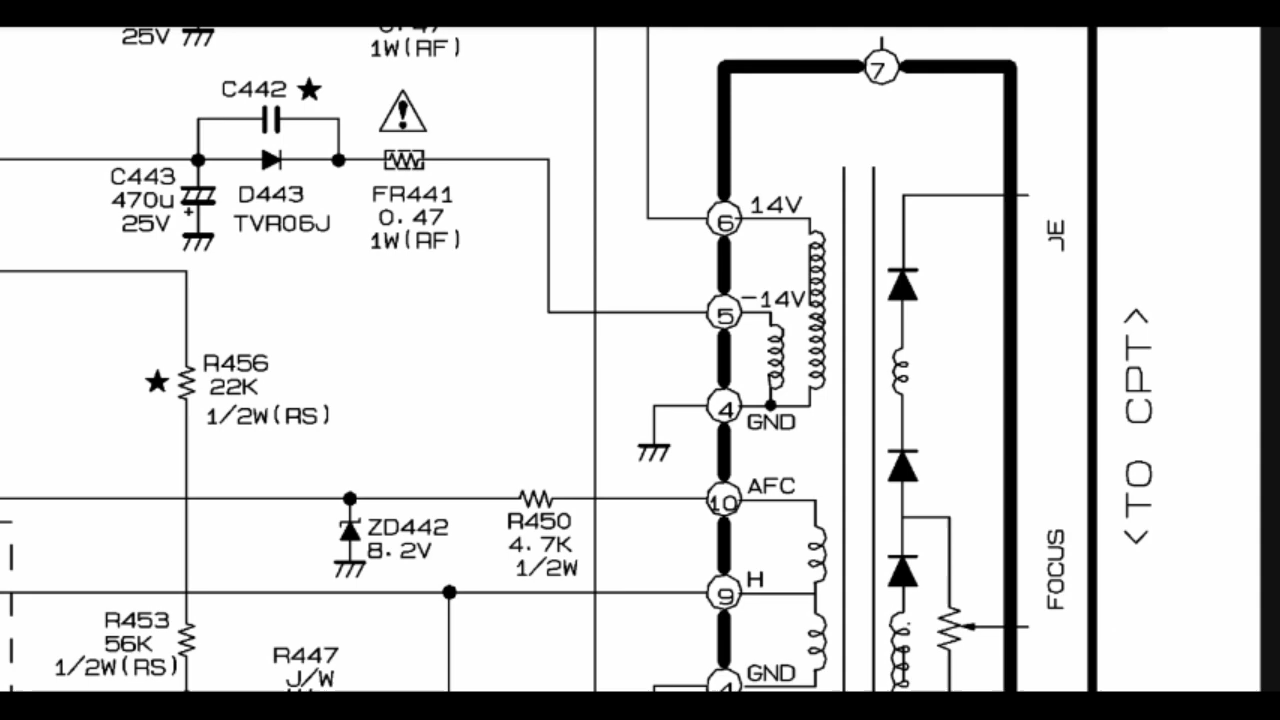 25V
1W(RF)
7
C442 ★
C443
470u
25V
+
D443
TVR06J
FR441
0.47
1W(RF)
6
14V
JE
5
-14V
<TO CPT>
★
R456
22K
1/2W(RS)
4
GND
10
AFC
ZD442
8.2V
R450
4.7K
1/2W
FOCUS
9
H
R453
56K
1/2W(RS)
R447
J/W
GND